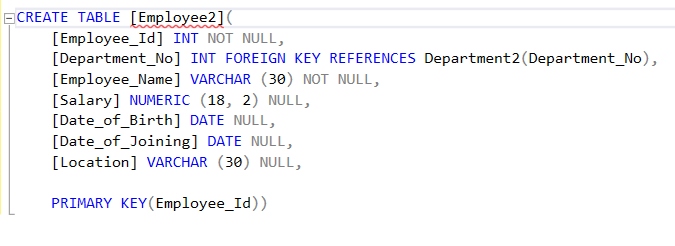 CREATE TABLE [Employee2](
[Employee_Id] INT NOT NULL,
[Department_No] INT FOREIGN KEY REFERENCES Department2(Department_No),
[Employee_Name] VARCHAR (30) NOT NULL,
[Salary] NUMERIC (18, 2) NULL,
[Date_of_Birth] DATE NULL,
[Date_of_Joining] DATE NULL,
[Location] VARCHAR (30) NULL,
PRIMARY KEY(Employee_Id))